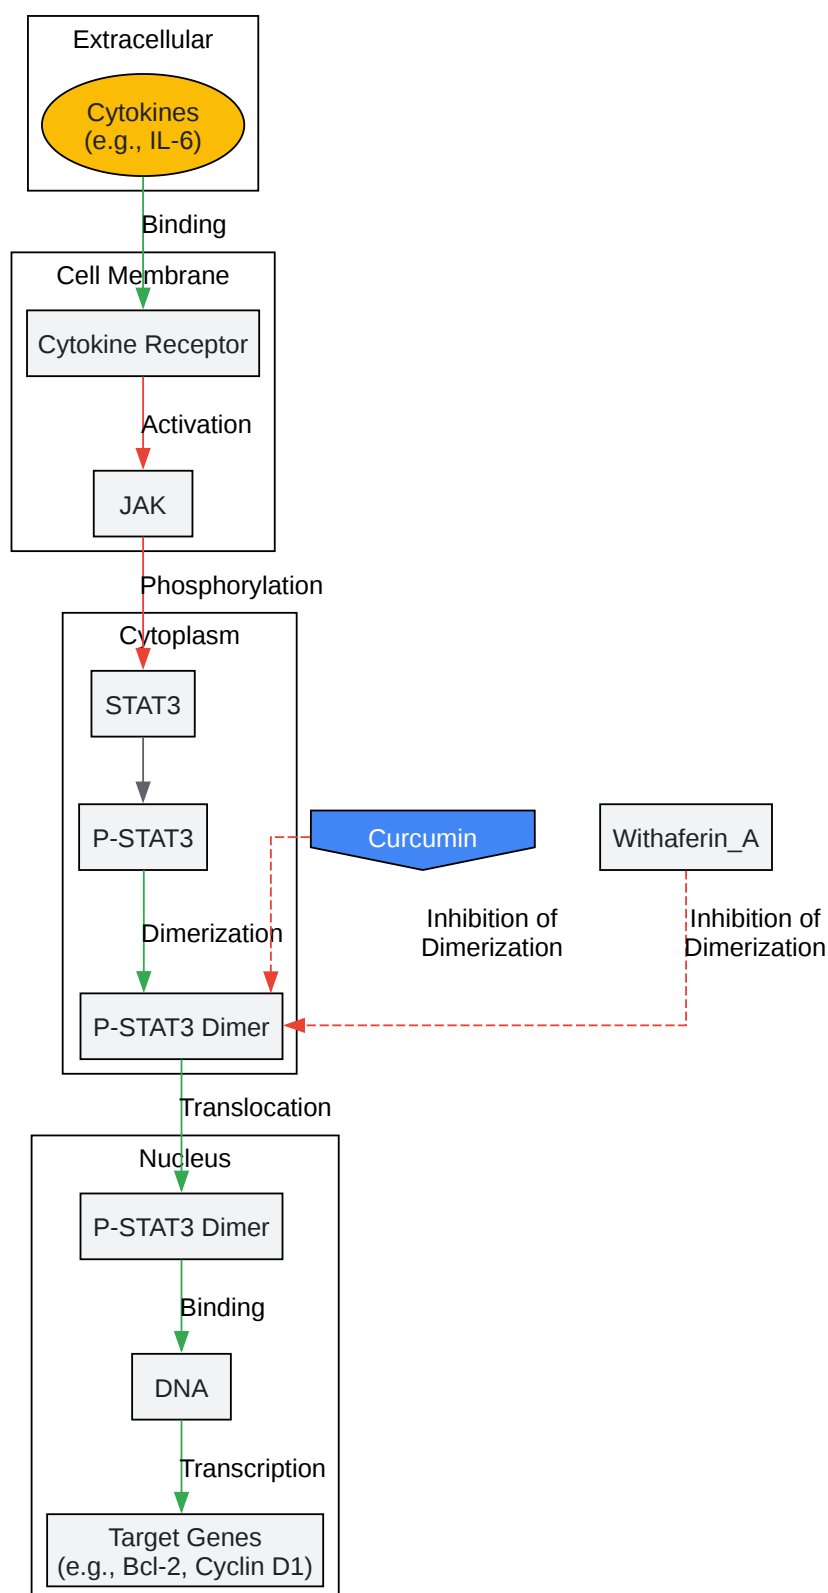 Extracellular
Cytokines
(e.g., IL-6)
Binding
Cell Membrane
Cytokine Receptor
Activation
JAK
Phosphorylation
Cytoplasm
STAT3
P-STAT3
Curcumin
Withaferin_A
Dimerization
Inhibition of
Dimerization
Inhibition of
Dimerization
P-STAT3 Dimer
Translocation
Nucleus
P-STAT3 Dimer
Binding
DNA
Transcription
Target Genes
(e.g., Bcl-2, Cyclin D1)